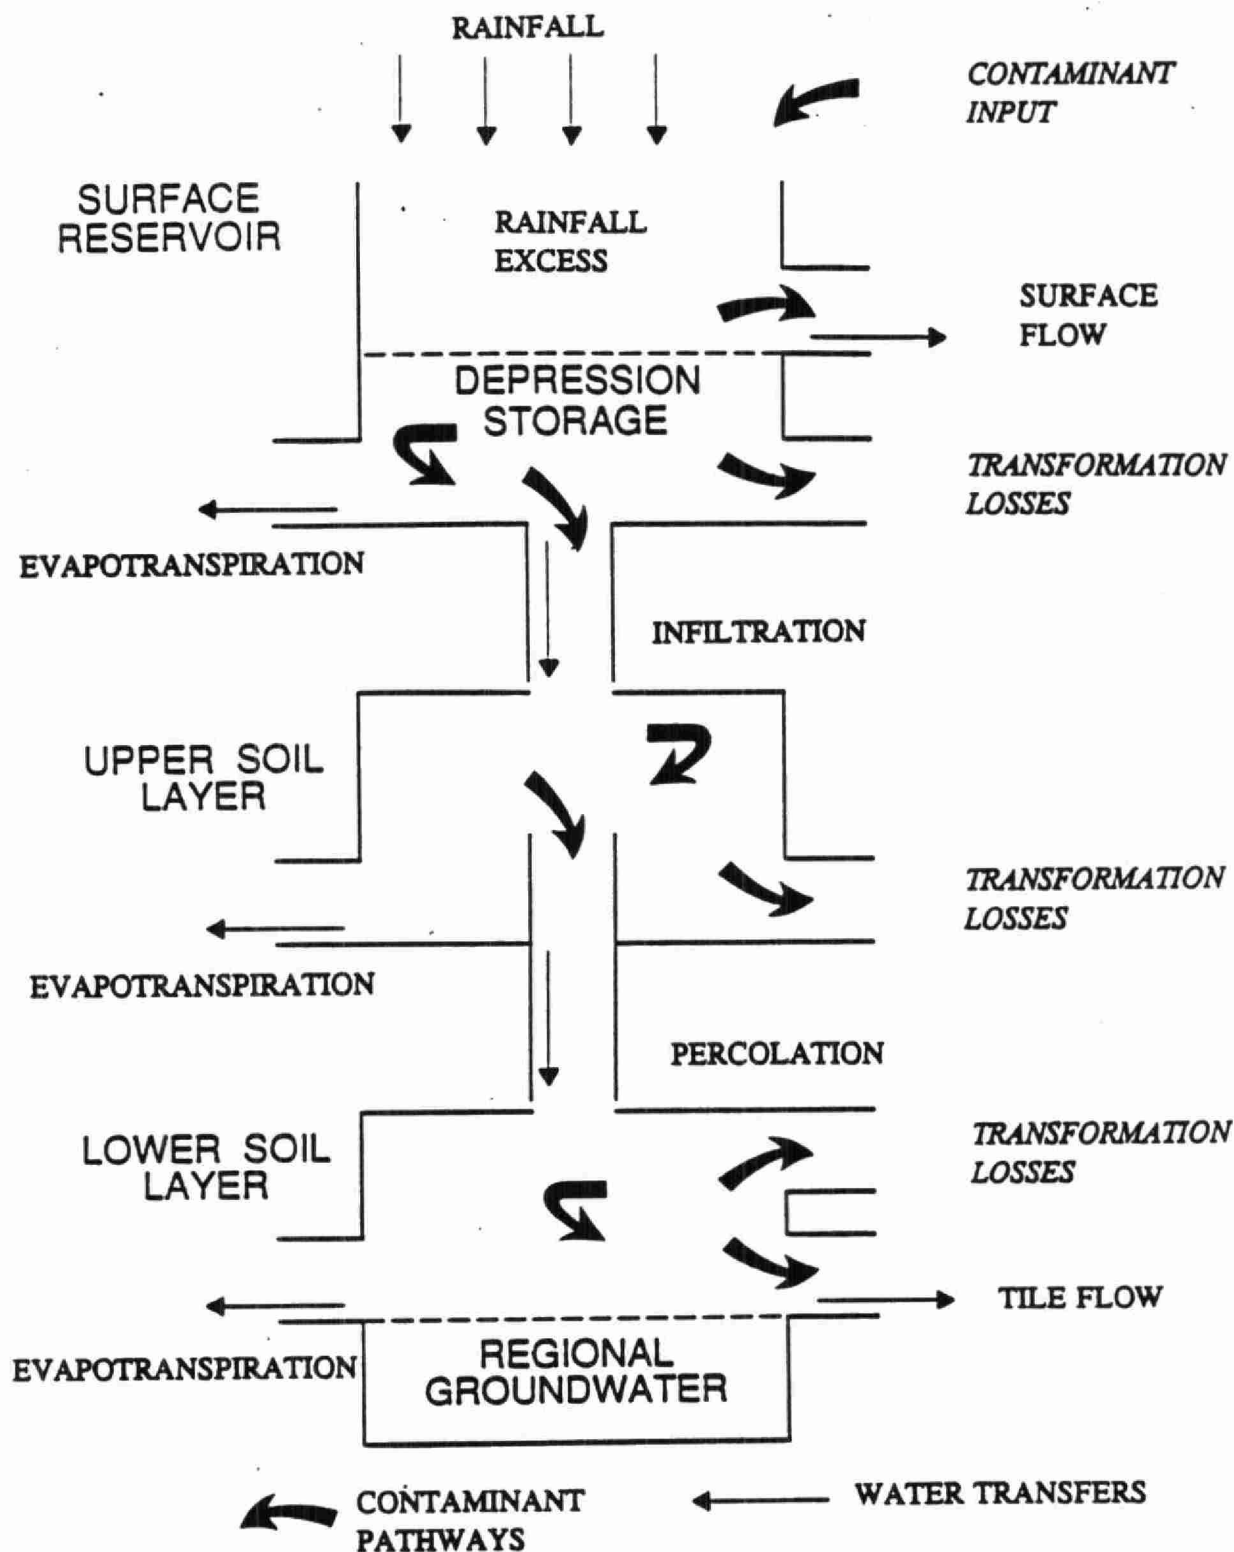 RAINFALL
CONTAMINANT
INPUT
SURFACE
RESERVOIR
RAINFALL
EXCESS
SURFACE
FLOW
DEPRESSION
STORAGE
TRANSFORMATION
LOSSES
EVAPOTRANSPIRATION
INFILTRATION
UPPER SOIL
LAYER
TRANSFORMATION
LOSSES
EVAPOTRANSPIRATION
PERCOLATION
LOWER SOIL
LAYER
TRANSFORMATION
LOSSES
TILE FLOW
EVAPOTRANSPIRATION
REGIONAL
GROUNDWATER
CONTAMINANT
PATHWAYS
WATER TRANSFERS